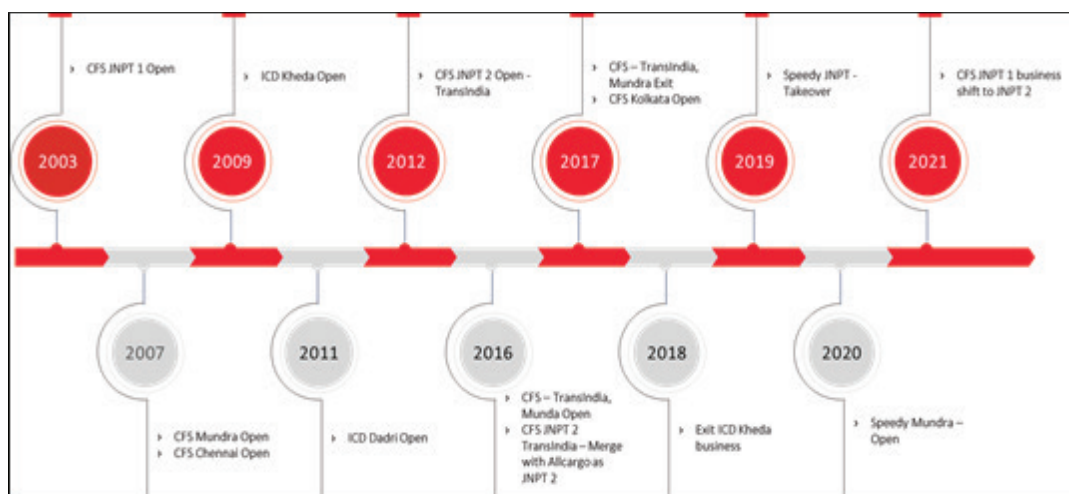 › CFS JNPT 1 Open
› ICD Kheda Open
› CFS JNPT 2 Open -
TransIndia
› CFS – TransIndia,
Mundra Exit
› CFS Kolkata Open
› Speedy JNPT -
Takeover
› CFS JNPT 1 business
shift to JNPT 2
2003
2009
2012
2017
2019
2021
2007
2011
2016
2018
2020
› CFS Mundra Open
› CFS Chennai Open
› ICD Dadri Open
› CFS – TransIndia,
Munda Open
› CFS JNPT 2
TransIndia – Merge
with Allcargo as
JNPT 2
› Exit ICD Kheda
business
› Speedy Mundra –
Open